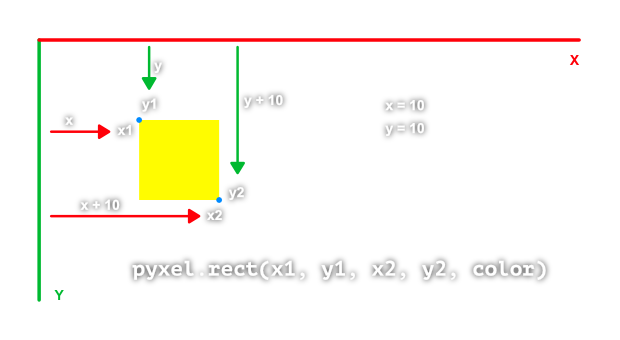 X
y
y1
y + 10
x = 10
x
x1
y = 10
y2
x + 10
x2
pyxel.rect(x1, y1, x2, y2, color)
Y